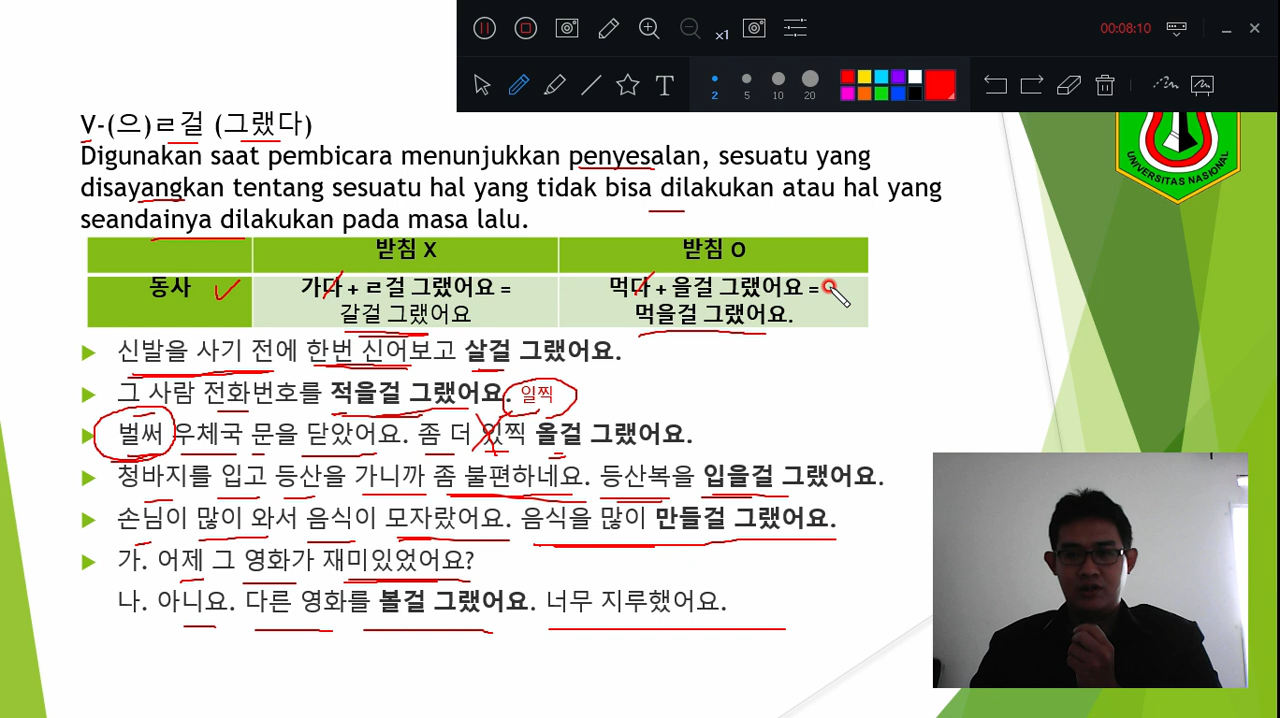 00:08:10
x1
T
2 5 10 20
V-(으)ㄹ걸 (그랬다)
Digunakan saat pembicara menunjukkan penyesalan, sesuatu yang
disayangkan tentang sesuatu hal yang tidak bisa dilakukan atau hal yang
seandainya dilakukan pada masa lalu.
UNIVERSITAS NASIONAL
받침 X 받침 O
동사 가다 + ㄹ걸 그랬어요 = 먹다 + 을걸 그랬어요 =
갈걸 그랬어요 먹을걸 그랬어요.
신발을 사기 전에 한번 신어보고 살걸 그랬어요.
그 사람 전화번호를 적을걸 그랬어요. 일찍
벌써 우체국 문을 닫았어요. 좀 더 있찍 올걸 그랬어요.
청바지를 입고 등산을 가니까 좀 불편하네요. 등산복을 입을걸 그랬어요.
손님이 많이 와서 음식이 모자랐어요. 음식을 많이 만들걸 그랬어요.
가. 어제 그 영화가 재미있었어요?
나. 아니요. 다른 영화를 볼걸 그랬어요. 너무 지루했어요.